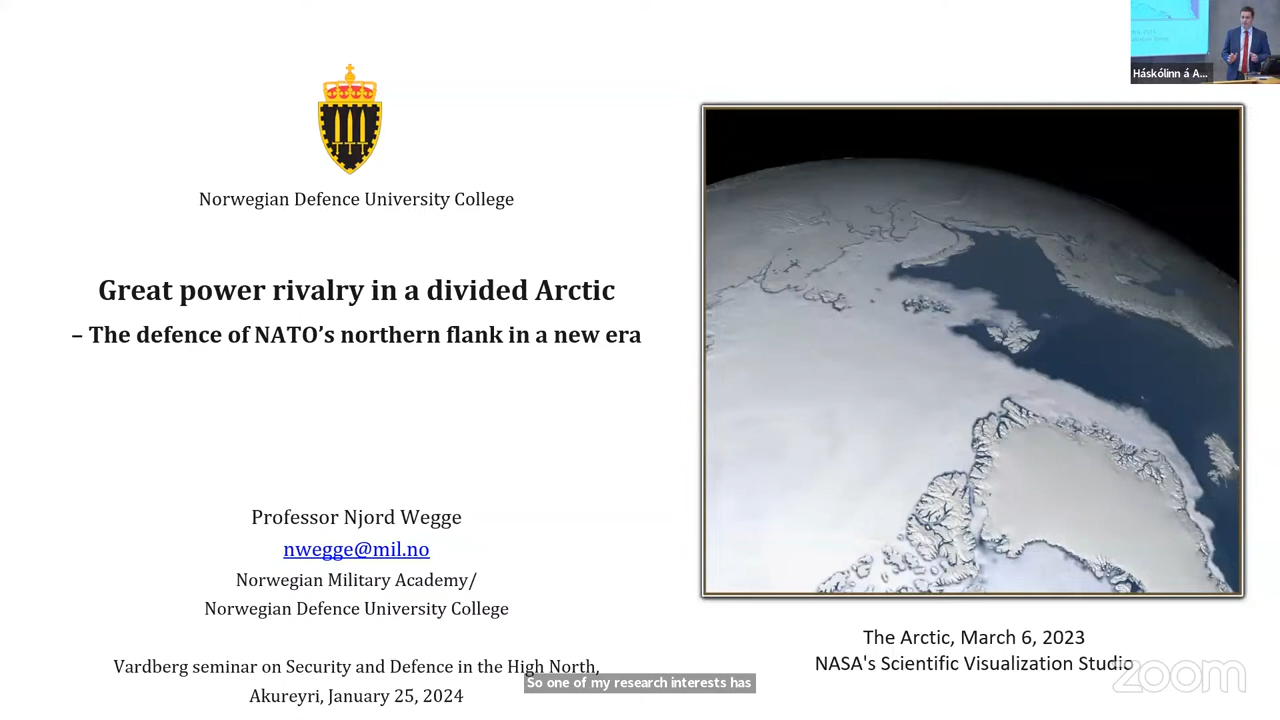 Háskólinn á A...
Norwegian Defence University College
Great power rivalry in a divided Arctic
– The defence of NATO's northern flank in a new era
Professor Njord Wegge
nwegge@mil.no
Norwegian Military Academy/
Norwegian Defence University College
Vardberg seminar on Security and Defence in the High North,
Akureyri, January 25, 2024
The Arctic, March 6, 2023
NASA's Scientific Visualization Studio
So one of my research interests has
zoom